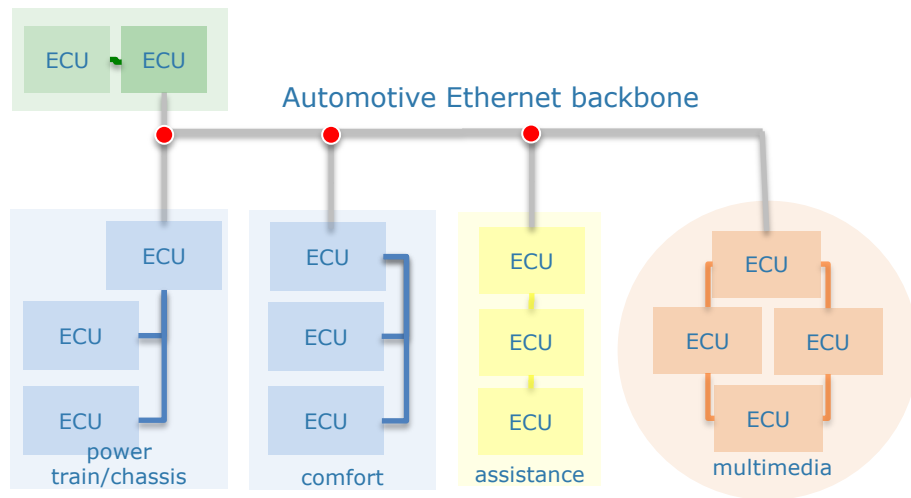 ECU
ECU
Automotive Ethernet backbone
ECU
ECU
ECU
power
train/chassis
ECU
ECU
ECU
comfort
ECU
ECU
ECU
assistance
ECU
ECU
ECU
ECU
multimedia